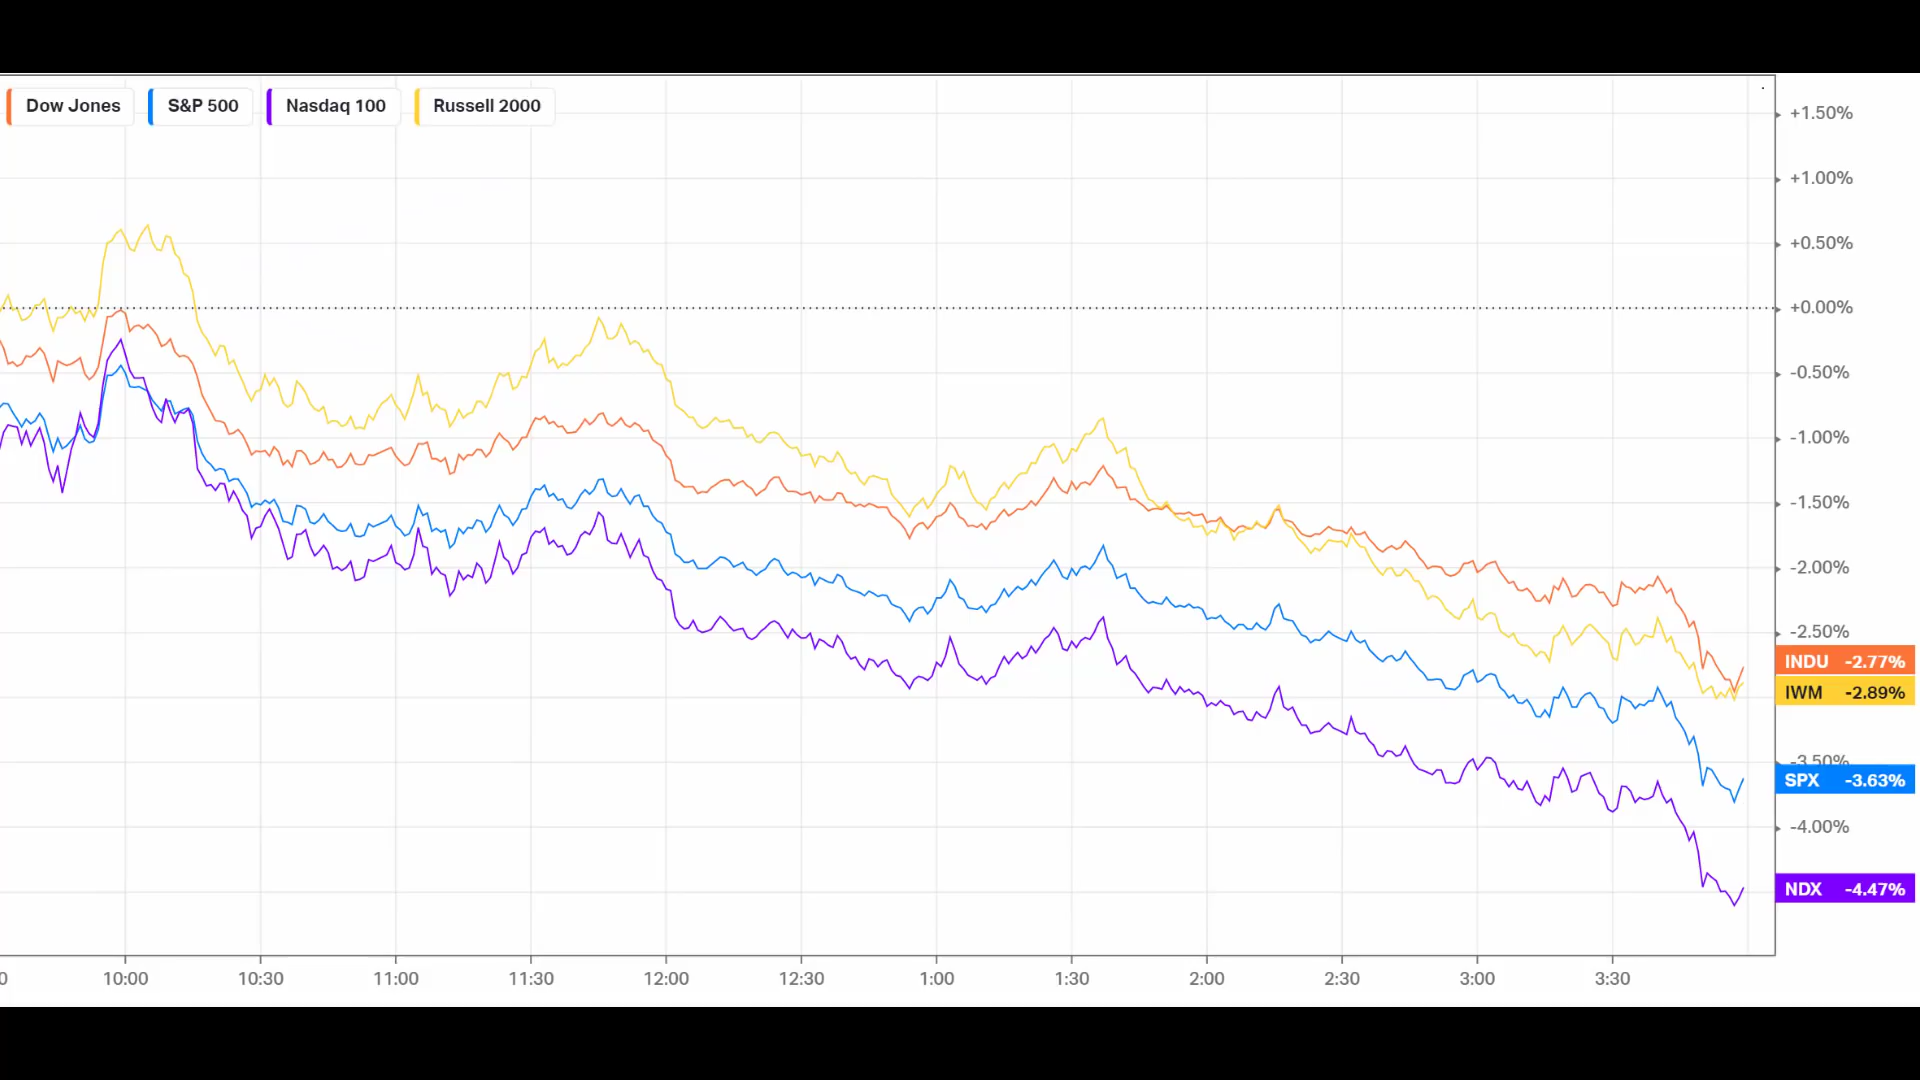 Dow Jones S&P 500 Nasdaq 100 Russell 2000
+1.50%
+1.00%
+0.50%
+0.00%
-0.50%
-1.00%
-1.50%
-2.00%
-2.50%
INDU -2.77%
IWM -2.89%
-3.50%
SPX -3.63%
-4.00%
NDX -4.47%
0 10:00 10:30 11:00 11:30 12:00 12:30 1:00 1:30 2:00 2:30 3:00 3:30